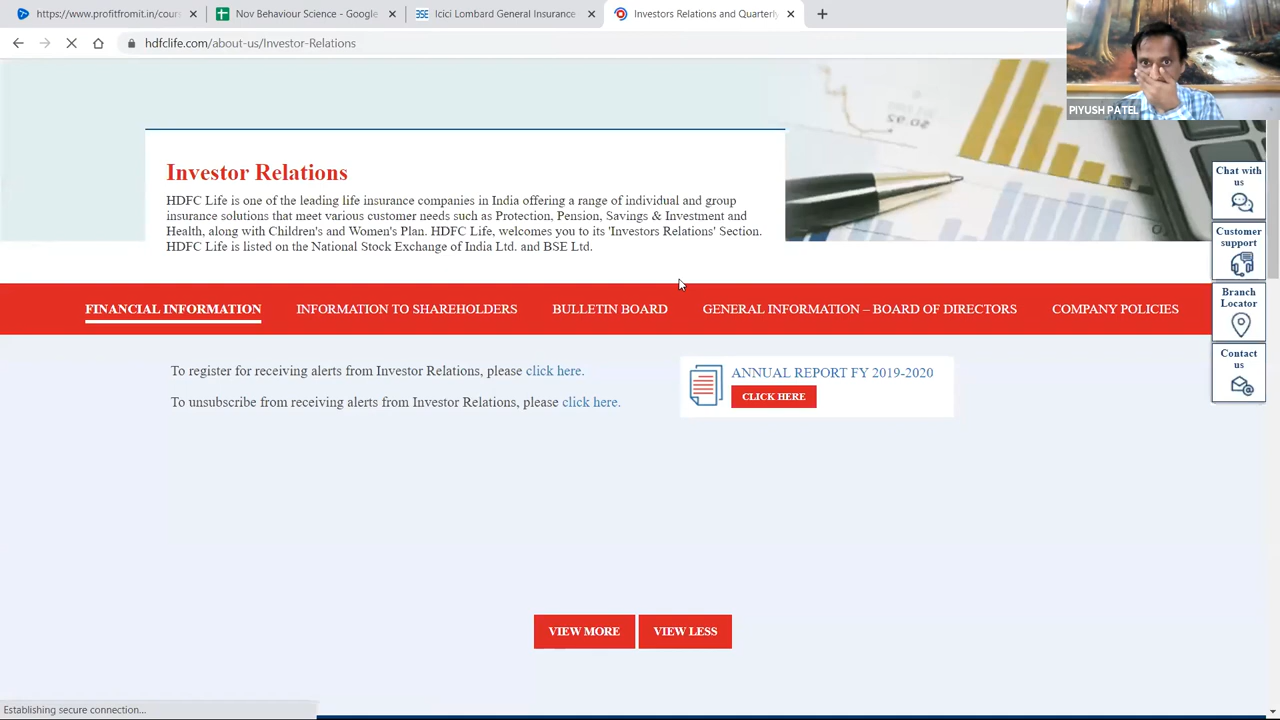 https://www.profitfromit.in/cour
Nov Behaviour Science - Google
BSE
Icici Lombard General Insurance
Investors Relations and Quarterly
hdfclife.com/about-us/Investor-Relations
PIYUSH PATEL
Investor Relations
HDFC Life is one of the leading life insurance companies in India offering a range of individual and group
insurance solutions that meet various customer needs such as Protection, Pension, Savings & Investment and
Health, along with Children's and Women's Plan. HDFC Life, welcomes you to its 'Investors Relations' Section.
HDFC Life is listed on the National Stock Exchange of India Ltd. and BSE Ltd.
Chat with
us
Customer
support
Branch
Locator
Contact
us
FINANCIAL INFORMATION
INFORMATION TO SHAREHOLDERS
BULLETIN BOARD
GENERAL INFORMATION – BOARD OF DIRECTORS
COMPANY POLICIES
To register for receiving alerts from Investor Relations, please click here.
To unsubscribe from receiving alerts from Investor Relations, please click here.
ANNUAL REPORT FY 2019-2020
CLICK HERE
VIEW MORE
VIEW LESS
Establishing secure connection...